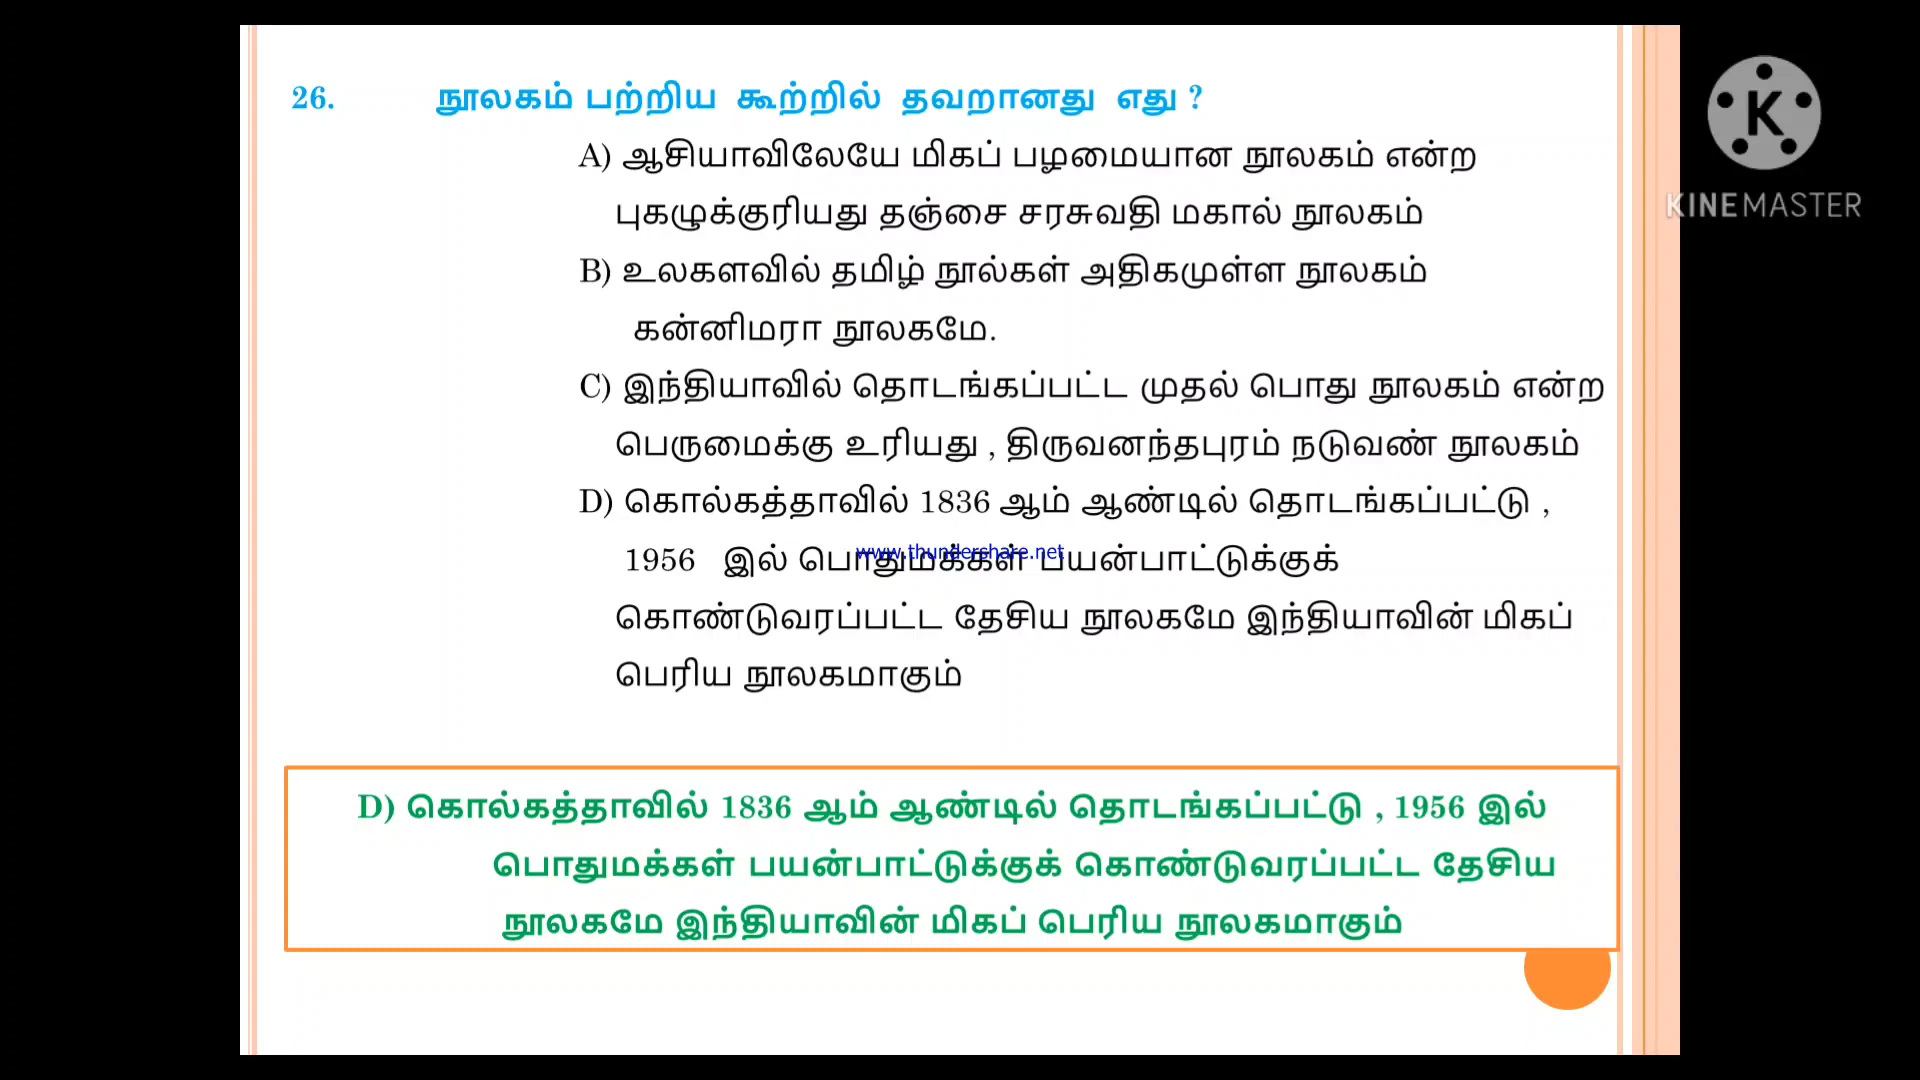 26. நூலகம் பற்றிய கூற்றில் தவறானது எது ?
A) ஆசியாவிலேயே மிகப் பழமையான நூலகம் என்ற
புகழுக்குரியது தஞ்சை சரசுவதி மகால் நூலகம்
B) உலகளவில் தமிழ் நூல்கள் அதிகமுள்ள நூலகம்
கன்னிமரா நூலகமே.
C) இந்தியாவில் தொடங்கப்பட்ட முதல் பொது நூலகம் என்ற
பெருமைக்கு உரியது , திருவனந்தபுரம் நடுவண் நூலகம்
D) கொல்கத்தாவில் 1836 ஆம் ஆண்டில் தொடங்கப்பட்டு ,
1956 இல் பொதுமக்கள் பயன்பாட்டுக்குக்
www.thundershare.net
கொண்டுவரப்பட்ட தேசிய நூலகமே இந்தியாவின் மிகப்
பெரிய நூலகமாகும்
D) கொல்கத்தாவில் 1836 ஆம் ஆண்டில் தொடங்கப்பட்டு , 1956 இல்
பொதுமக்கள் பயன்பாட்டுக்குக் கொண்டுவரப்பட்ட தேசிய
நூலகமே இந்தியாவின் மிகப் பெரிய நூலகமாகும்
K
KINEMASTER